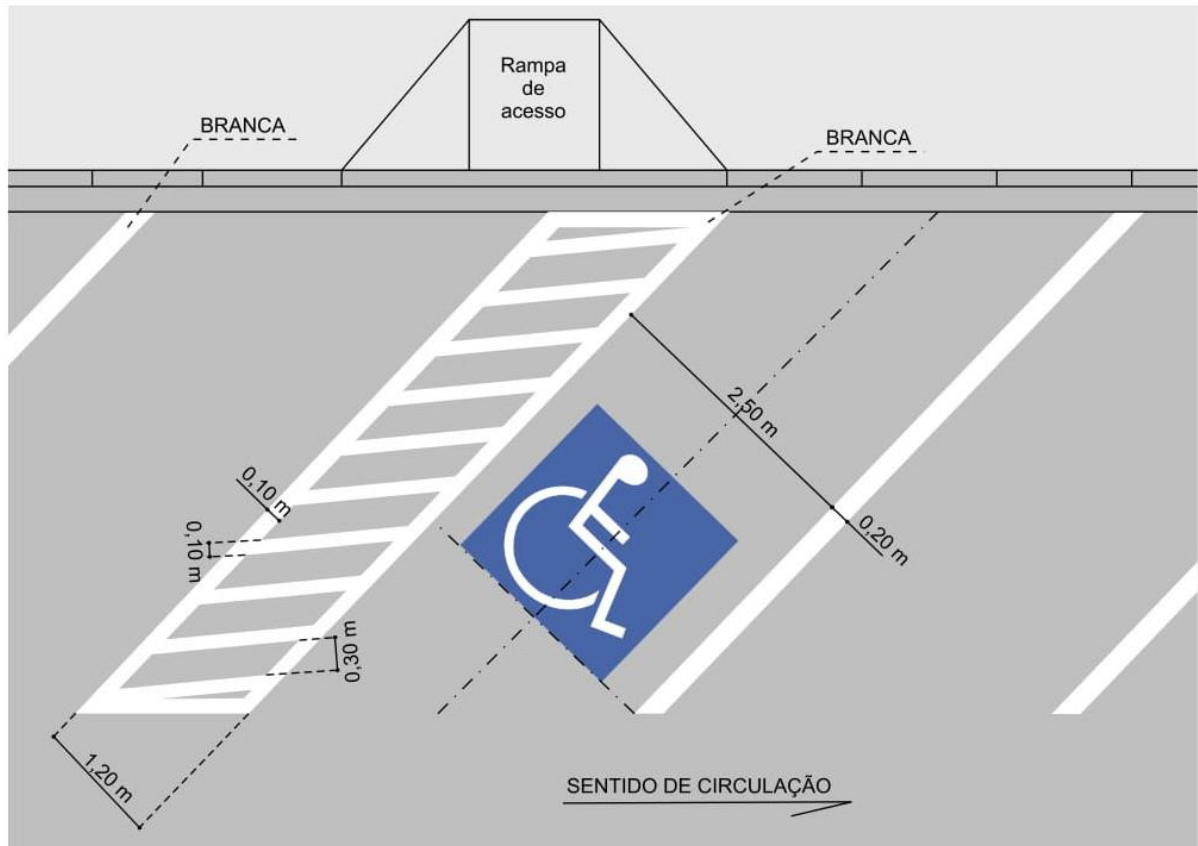 Rampa
de
acesso
BRANCA
BRANCA
2,50 m
0,10 m
0,20 m
0,10 m
0,30 m
1,20 m
SENTIDO DE CIRCULAÇÃO